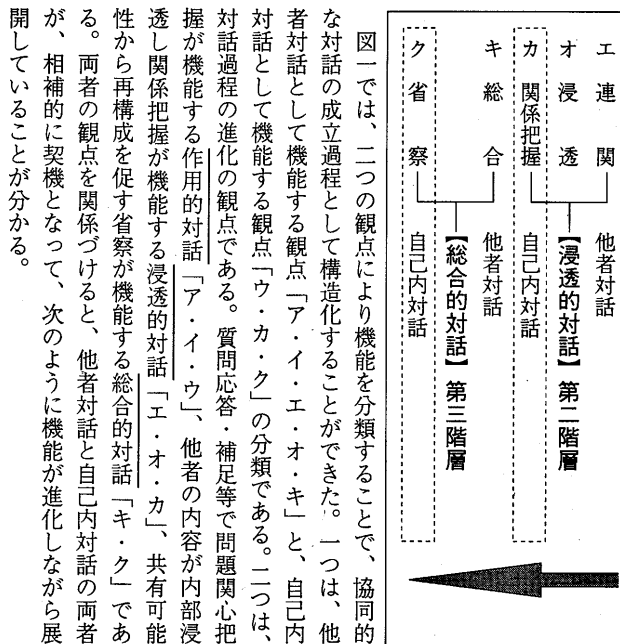 エ 連関 他者対話
オ 浸透 【浸透的対話】第二階層
カ 関係把握 自己内対話
キ 総合 他者対話
【総合的対話】第三階層
ク 省察 自己内対話
図一では、二つの観点により機能を分類することで、協同的
な対話の成立過程として構造化することができた。一つは、他
者対話として機能する観点「ア・イ・エ・オ・キ」と、自己内
対話として機能する観点「ウ・カ・ク」の分類である。二つは、
対話過程の進化の観点である。質問応答・補足等で問題関心把
握が機能する作用的対話「ア・イ・ウ」、他者の内容が内部浸
透し関係把握が機能する浸透的対話「エ・オ・カ」、共有可能
性から再構成を促す省察が機能する総合的対話「キ・ク」であ
る。両者の観点を関係づけると、他者対話と自己内対話の両者
が、相補的に契機となって、次のように機能が進化しながら展
開していることが分かる。